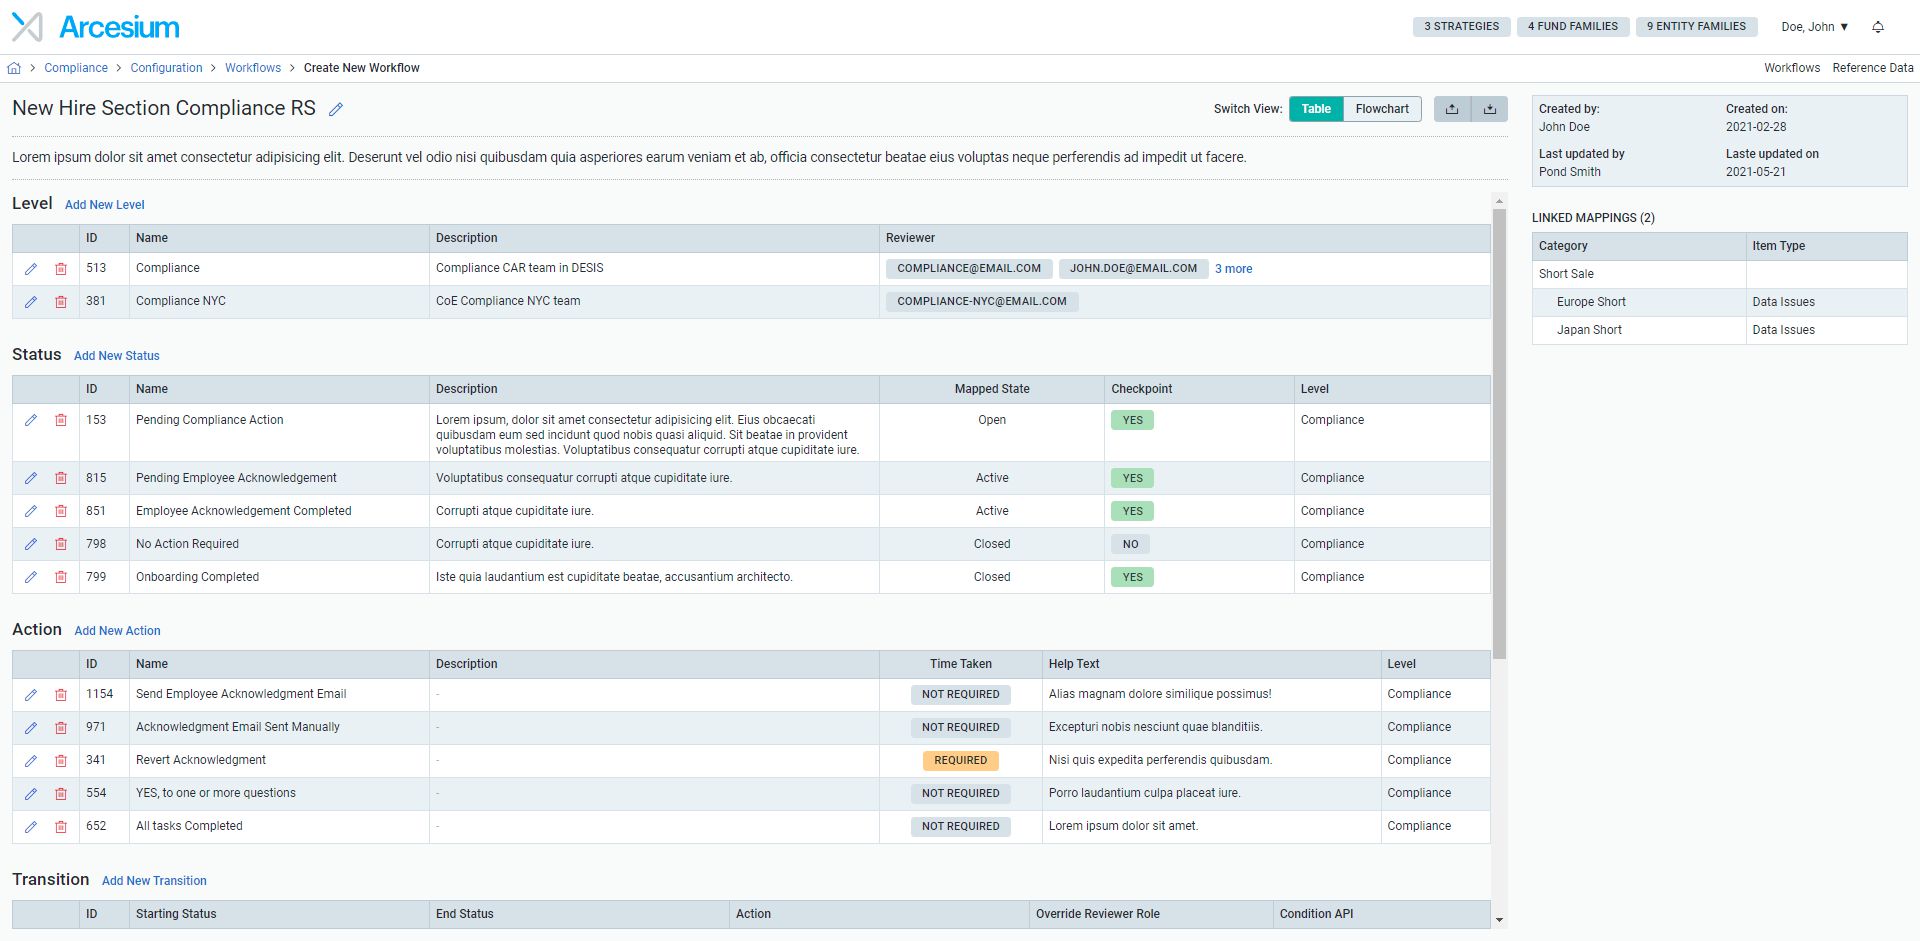 Arcesium
3 STRATEGIES 4 FUND FAMILIES 9 ENTITY FAMILIES Doe, John ▼
> Compliance > Configuration > Workflows > Create New Workflow
Workflows Reference Data
New Hire Section Compliance RS
Switch View: Table Flowchart
Lorem ipsum dolor sit amet consectetur adipisicing elit. Deserunt vel odio nisi quibusdam quia asperiores earum veniam et ab, officia consectetur beatae eius voluptas neque perferendis ad impedit ut facere.
Level Add New Level
ID Name Description Reviewer
513 Compliance Compliance CAR team in DESIS COMPLIANCE@EMAIL.COM JOHN.DOE@EMAIL.COM 3 more
381 Compliance NYC CoE Compliance NYC team COMPLIANCE-NYC@EMAIL.COM
Status Add New Status
ID Name Description Mapped State Checkpoint Level
153 Pending Compliance Action Lorem ipsum, dolor sit amet consectetur adipisicing elit. Eius obcaecati Open YES Compliance
quibusdam eum sed incidunt quod nobis quasi aliquid. Sit beatae in provident
voluptatibus molestias. Voluptatibus consequatur corrupti atque cupiditate iure.
815 Pending Employee Acknowledgement Voluptatibus consequatur corrupti atque cupiditate iure. Active YES Compliance
851 Employee Acknowledgement Completed Corrupti atque cupiditate iure. Active YES Compliance
798 No Action Required Corrupti atque cupiditate iure. Closed NO Compliance
799 Onboarding Completed Iste quia laudantium est cupiditate beatae, accusantium architecto. Closed YES Compliance
Action Add New Action
ID Name Description Time Taken Help Text Level
1154 Send Employee Acknowledgment Email - NOT REQUIRED Alias magnam dolore similique possimus! Compliance
971 Acknowledgment Email Sent Manually - NOT REQUIRED Excepturi nobis nesciunt quae blanditiis. Compliance
341 Revert Acknowledgment - REQUIRED Nisi quis expedita perferendis quibusdam. Compliance
554 YES, to one or more questions - NOT REQUIRED Porro laudantium culpa placeat iure. Compliance
652 All tasks Completed - NOT REQUIRED Lorem ipsum dolor sit amet. Compliance
Transition Add New Transition
ID Starting Status End Status Action Override Reviewer Role Condition API
Created by: Created on:
John Doe 2021-02-28
Last updated by Laste updated on
Pond Smith 2021-05-21
LINKED MAPPINGS (2)
Category Item Type
Short Sale
Europe Short Data Issues
Japan Short Data Issues